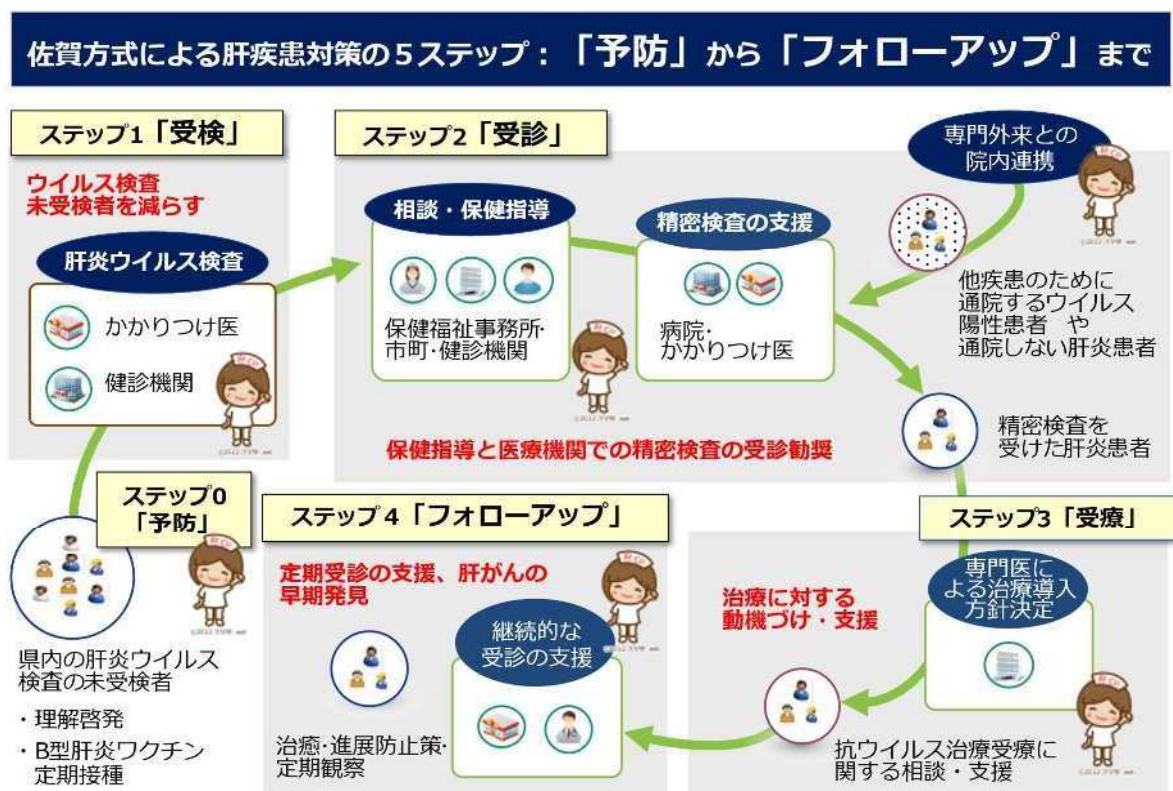 佐賀方式による肝疾患対策の5ステップ：「予防」から「フォローアップ」まで
ステップ1「受検」
ウイルス検査
未受検者を減らす
肝炎ウイルス検査
かかりつけ医
健診機関
ステップ0
「予防」
県内の肝炎ウイルス
検査の未受検者
・理解啓発
・B型肝炎ワクチン
定期接種
ステップ2「受診」
相談・保健指導
保健福祉事務所・
市町・健診機関
精密検査の支援
病院・
かかりつけ医
専門外来との
院内連携
他疾患のために
通院するウイルス
陽性患者　や
通院しない肝炎患者
精密検査を
受けた肝炎患者
保健指導と医療機関での精密検査の受診勧奨
ステップ3「受療」
専門医に
よる治療導入
方針決定
治療に対する
動機づけ・支援
抗ウイルス治療受療に
関する相談・支援
ステップ４「フォローアップ」
定期受診の支援、肝がんの
早期発見
継続的な
受診の支援
治癒・進展防止策・
定期観察